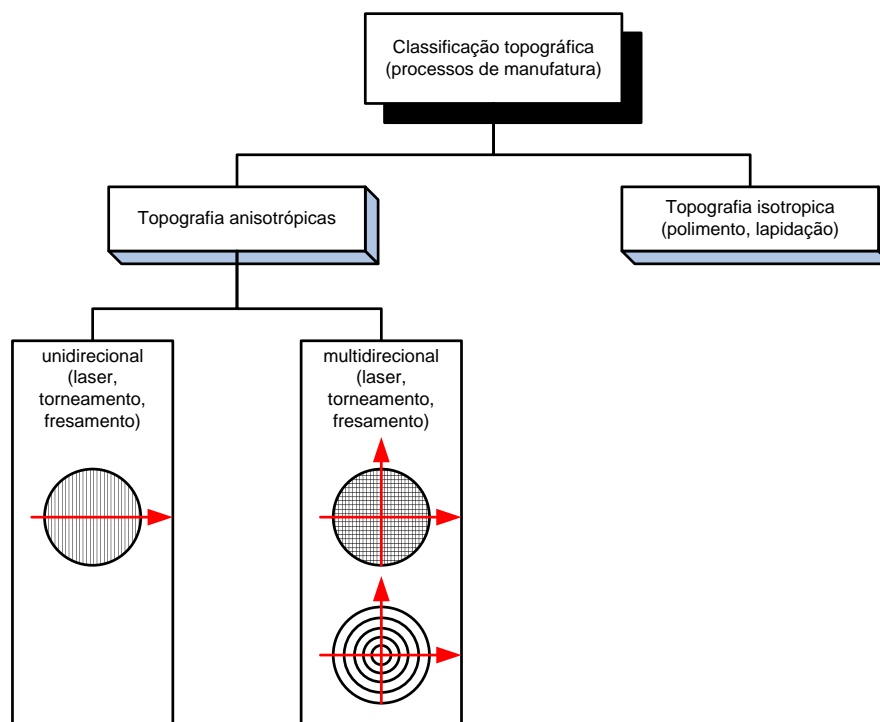 Classificação topográfica
(processos de manufatura)
Topografia anisotrópicas
Topografia isotropica
(polimento, lapidação)
unidirecional
(laser,
torneamento,
fresamento)
multidirecional
(laser,
torneamento,
fresamento)